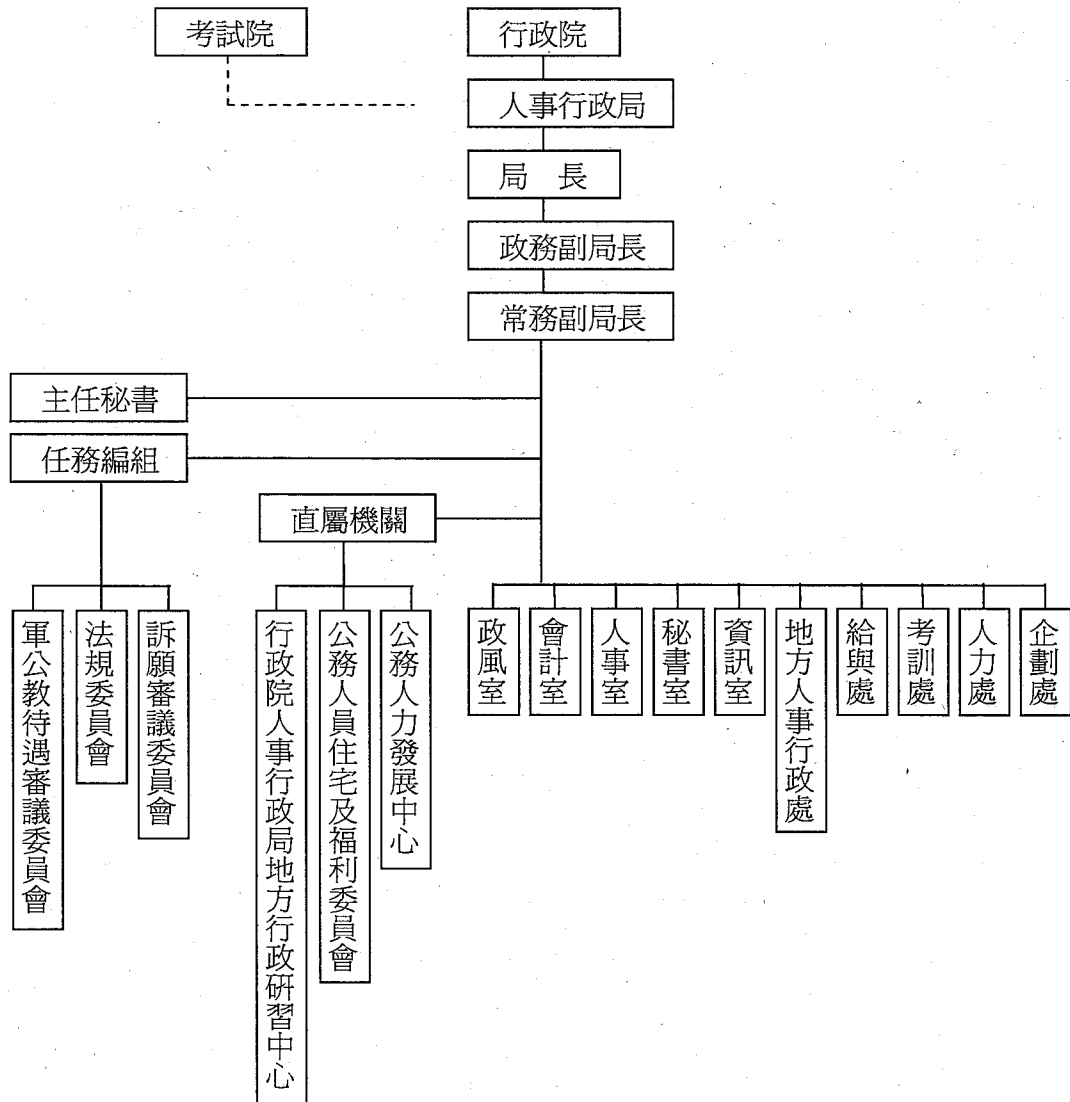 考試院
行政院
人事行政局
局　長
政務副局長
常務副局長
主任秘書
任務編組
直屬機關
軍公教待遇審議委員會
法規委員會
訴願審議委員會
行政院人事行政局地方行政研習中心
公務人員住宅及福利委員會
公務人力發展中心
政風室
會計室
人事室
秘書室
資訊室
地方人事行政處
給與處
考訓處
人力處
企劃處